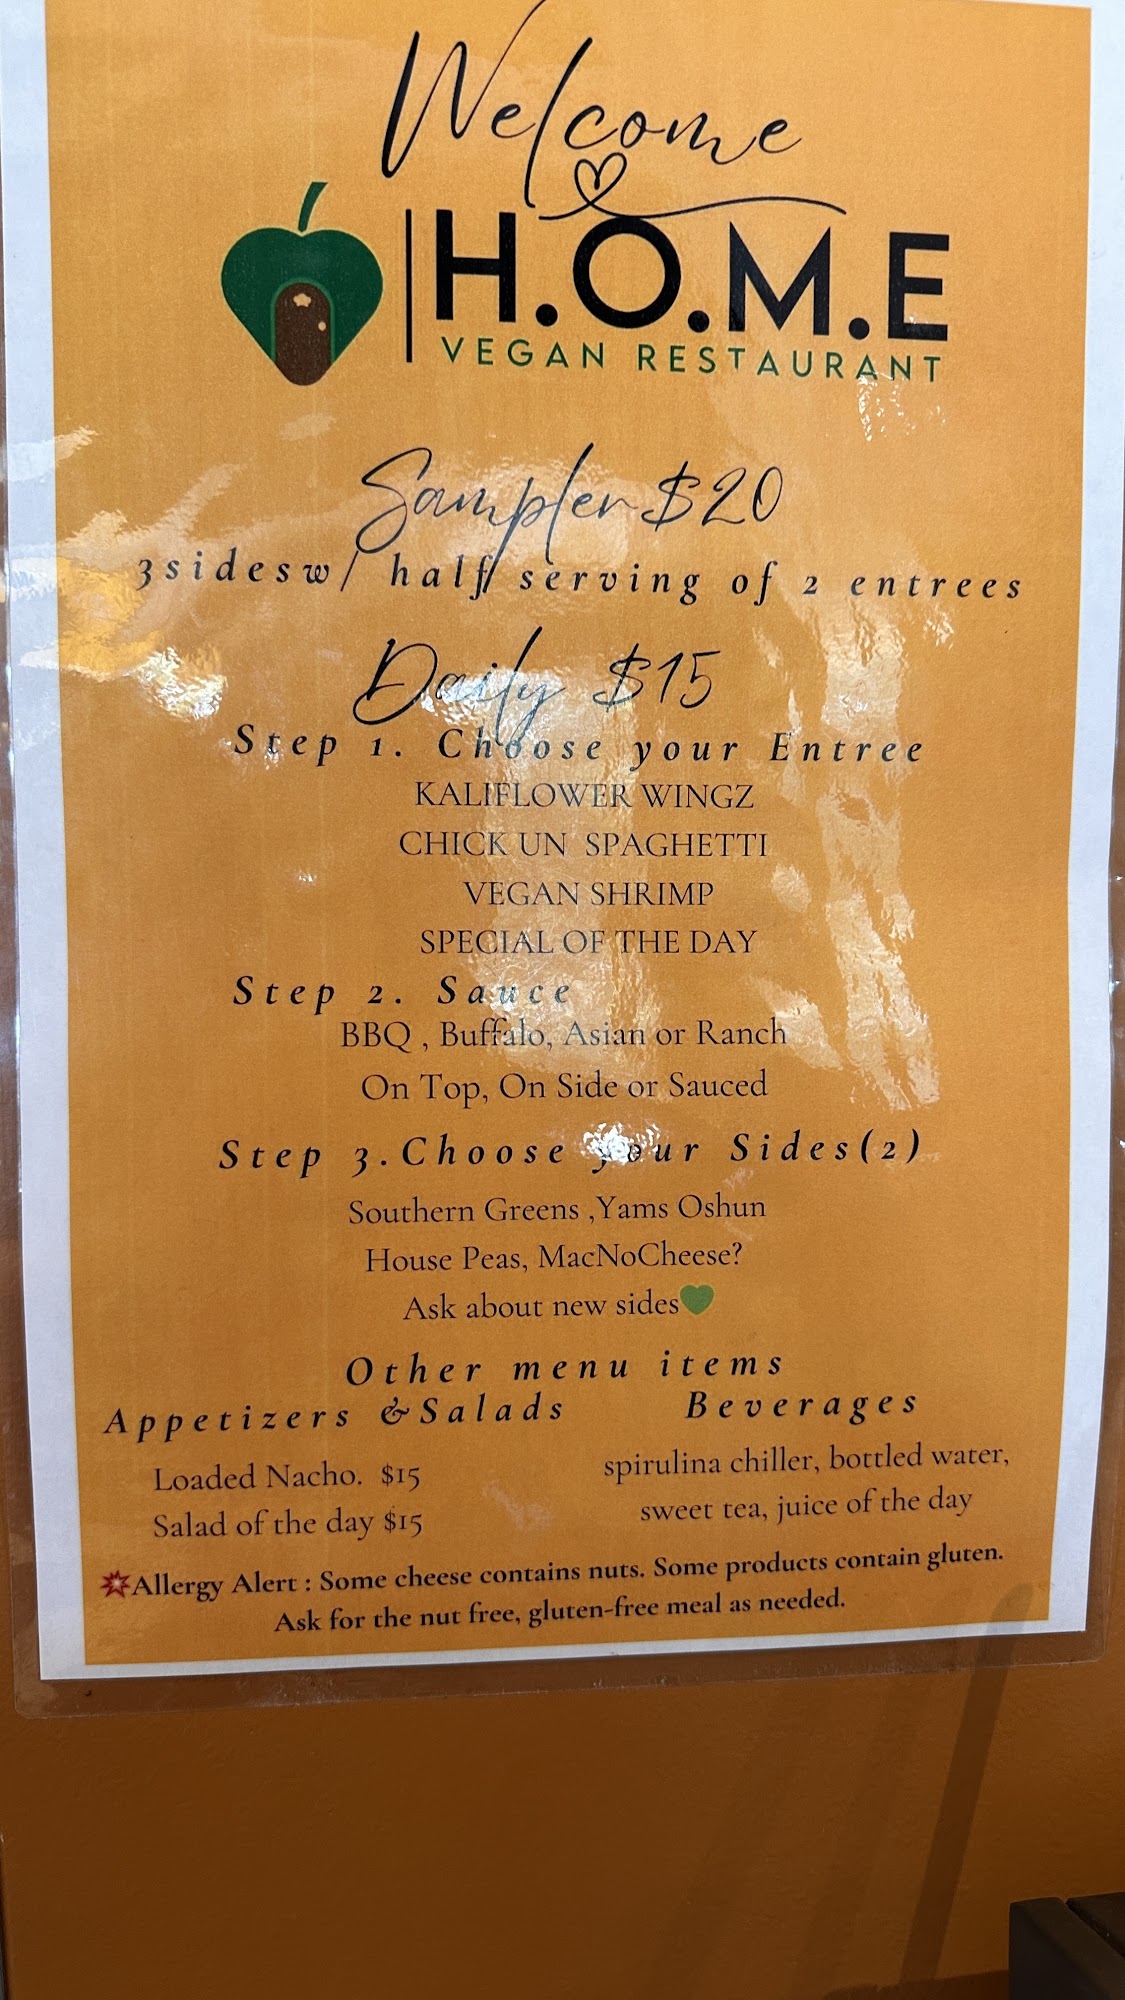 Welcome
H.O.M.E
VEGAN RESTAURANT
Sampler $20
3sidesw/ half serving of 2 entrees
Daily $15
Step 1. Choose your Entree
KALIFLOWER WINGZ
CHICK UN SPAGHETTI
VEGAN SHRIMP
SPECIAL OF THE DAY
Step 2. Sauce
BBQ , Buffalo, Asian or Ranch
On Top, On Side or Sauced
Step 3.Choose your Sides(2)
Southern Greens ,Yams Oshun
House Peas, MacNoCheese?
Ask about new sides💚
Other menu items
Appetizers &Salads
Loaded Nacho. $15
Salad of the day $15
Beverages
spirulina chiller, bottled water,
sweet tea, juice of the day
💥Allergy Alert : Some cheese contains nuts. Some products contain gluten.
Ask for the nut free, gluten-free meal as needed.